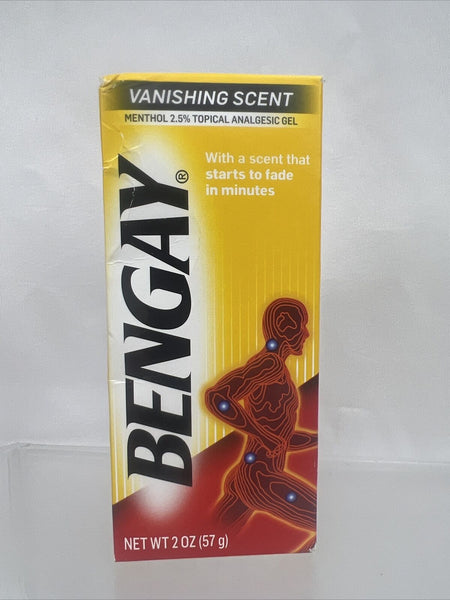 VANISHING SCENT
MENTHOL 2.5% TOPICAL ANALGESIC GEL
With a scent that
starts to fade
in minutes
BENGAY®
NET WT 2 OZ (57 g)